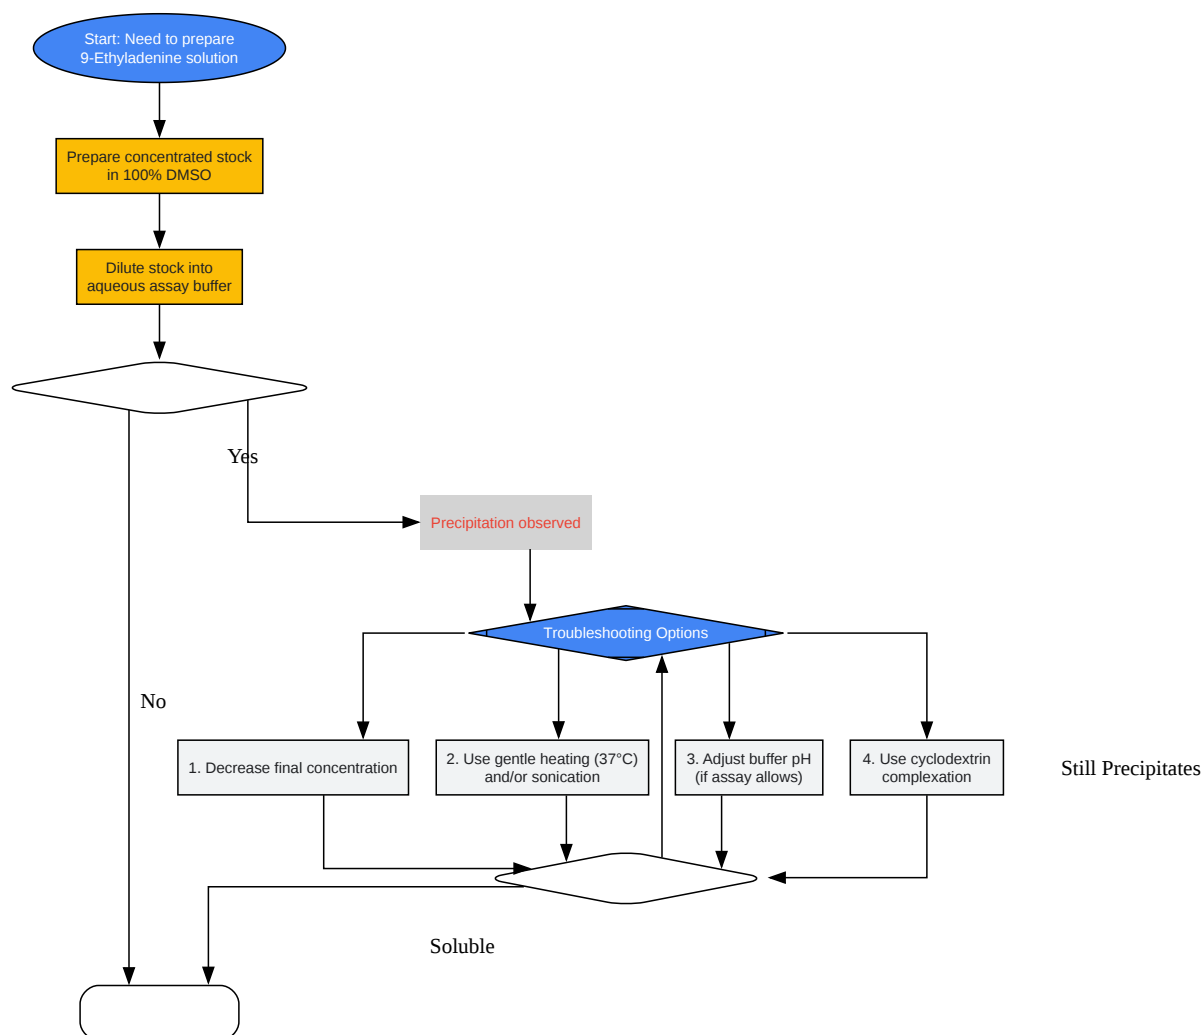 Start: Need to prepare
9-Ethyladenine solution
Prepare concentrated stock
in 100% DMSO
Dilute stock into
aqueous assay buffer
Yes
Precipitation observed
Troubleshooting Options
No
1. Decrease final concentration
2. Use gentle heating (37°C)
and/or sonication
3. Adjust buffer pH
(if assay allows)
4. Use cyclodextrin
complexation
Still Precipitates
Soluble